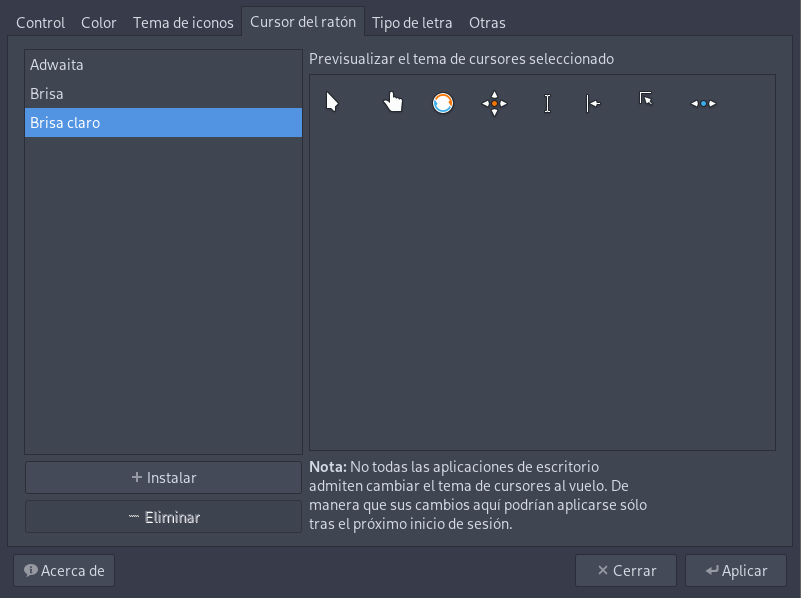 Control Color Tema de iconos Cursor del ratón Tipo de letra Otras
Adwaita
Brisa
Brisa claro
Previsualizar el tema de cursores seleccionado
Instalar
Eliminar
Nota: No todas las aplicaciones de escritorio
admiten cambiar el tema de cursores al vuelo. De
manera que sus cambios aquí podrían aplicarse sólo
tras el próximo inicio de sesión.
Acerca de Cerrar Aplicar